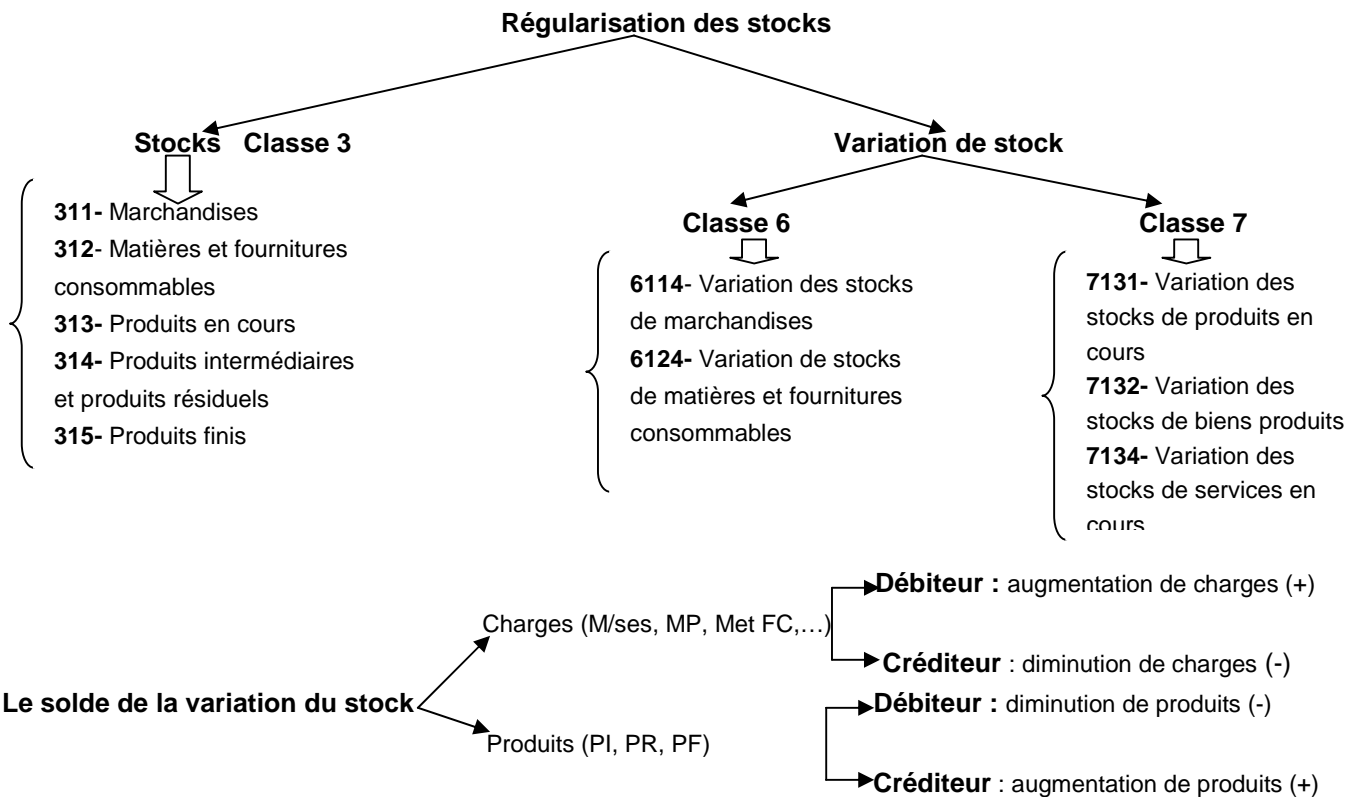 Régularisation des stocks
Stocks Classe 3
311- Marchandises
312- Matières et fournitures
consommables
313- Produits en cours
314- Produits intermédiaires
et produits résiduels
315- Produits finis
Variation de stock
Classe 6
6114- Variation des stocks
de marchandises
6124- Variation de stocks
de matières et fournitures
consommables
Classe 7
7131- Variation des
stocks de produits en
cours
7132- Variation des
stocks de biens produits
7134- Variation des
stocks de services en
cours
Le solde de la variation du stock
Charges (M/ses, MP, Met FC,…)
Débiteur : augmentation de charges (+)
Créditeur : diminution de charges (-)
Produits (PI, PR, PF)
Débiteur : diminution de produits (-)
Créditeur : augmentation de produits (+)